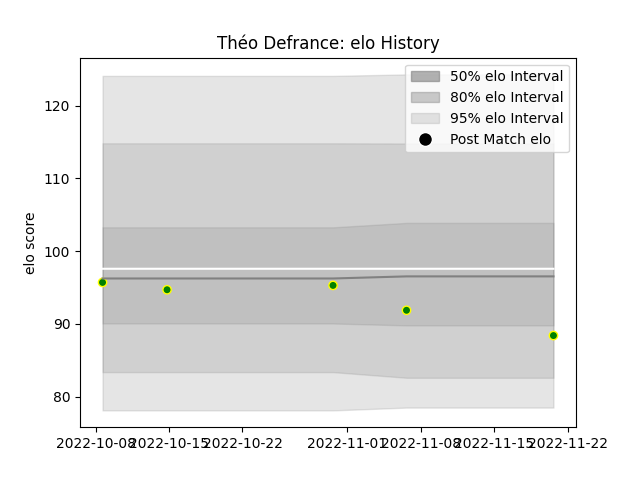 Théo Defrance: elo History
50% elo Interval
80% elo Interval
95% elo Interval
Post Match elo
elo score
120
110
100
90
80
2022-10-08
2022-10-15
2022-10-22
2022-11-01
2022-11-08
2022-11-15
2022-11-22